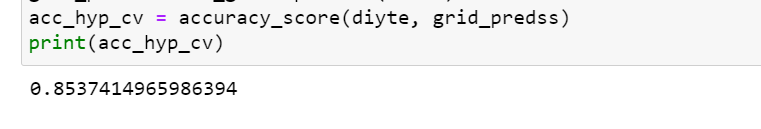 acc_hyp_cv = accuracy_score(diyte, grid_predss)
print(acc_hyp_cv)
0.8537414965986394